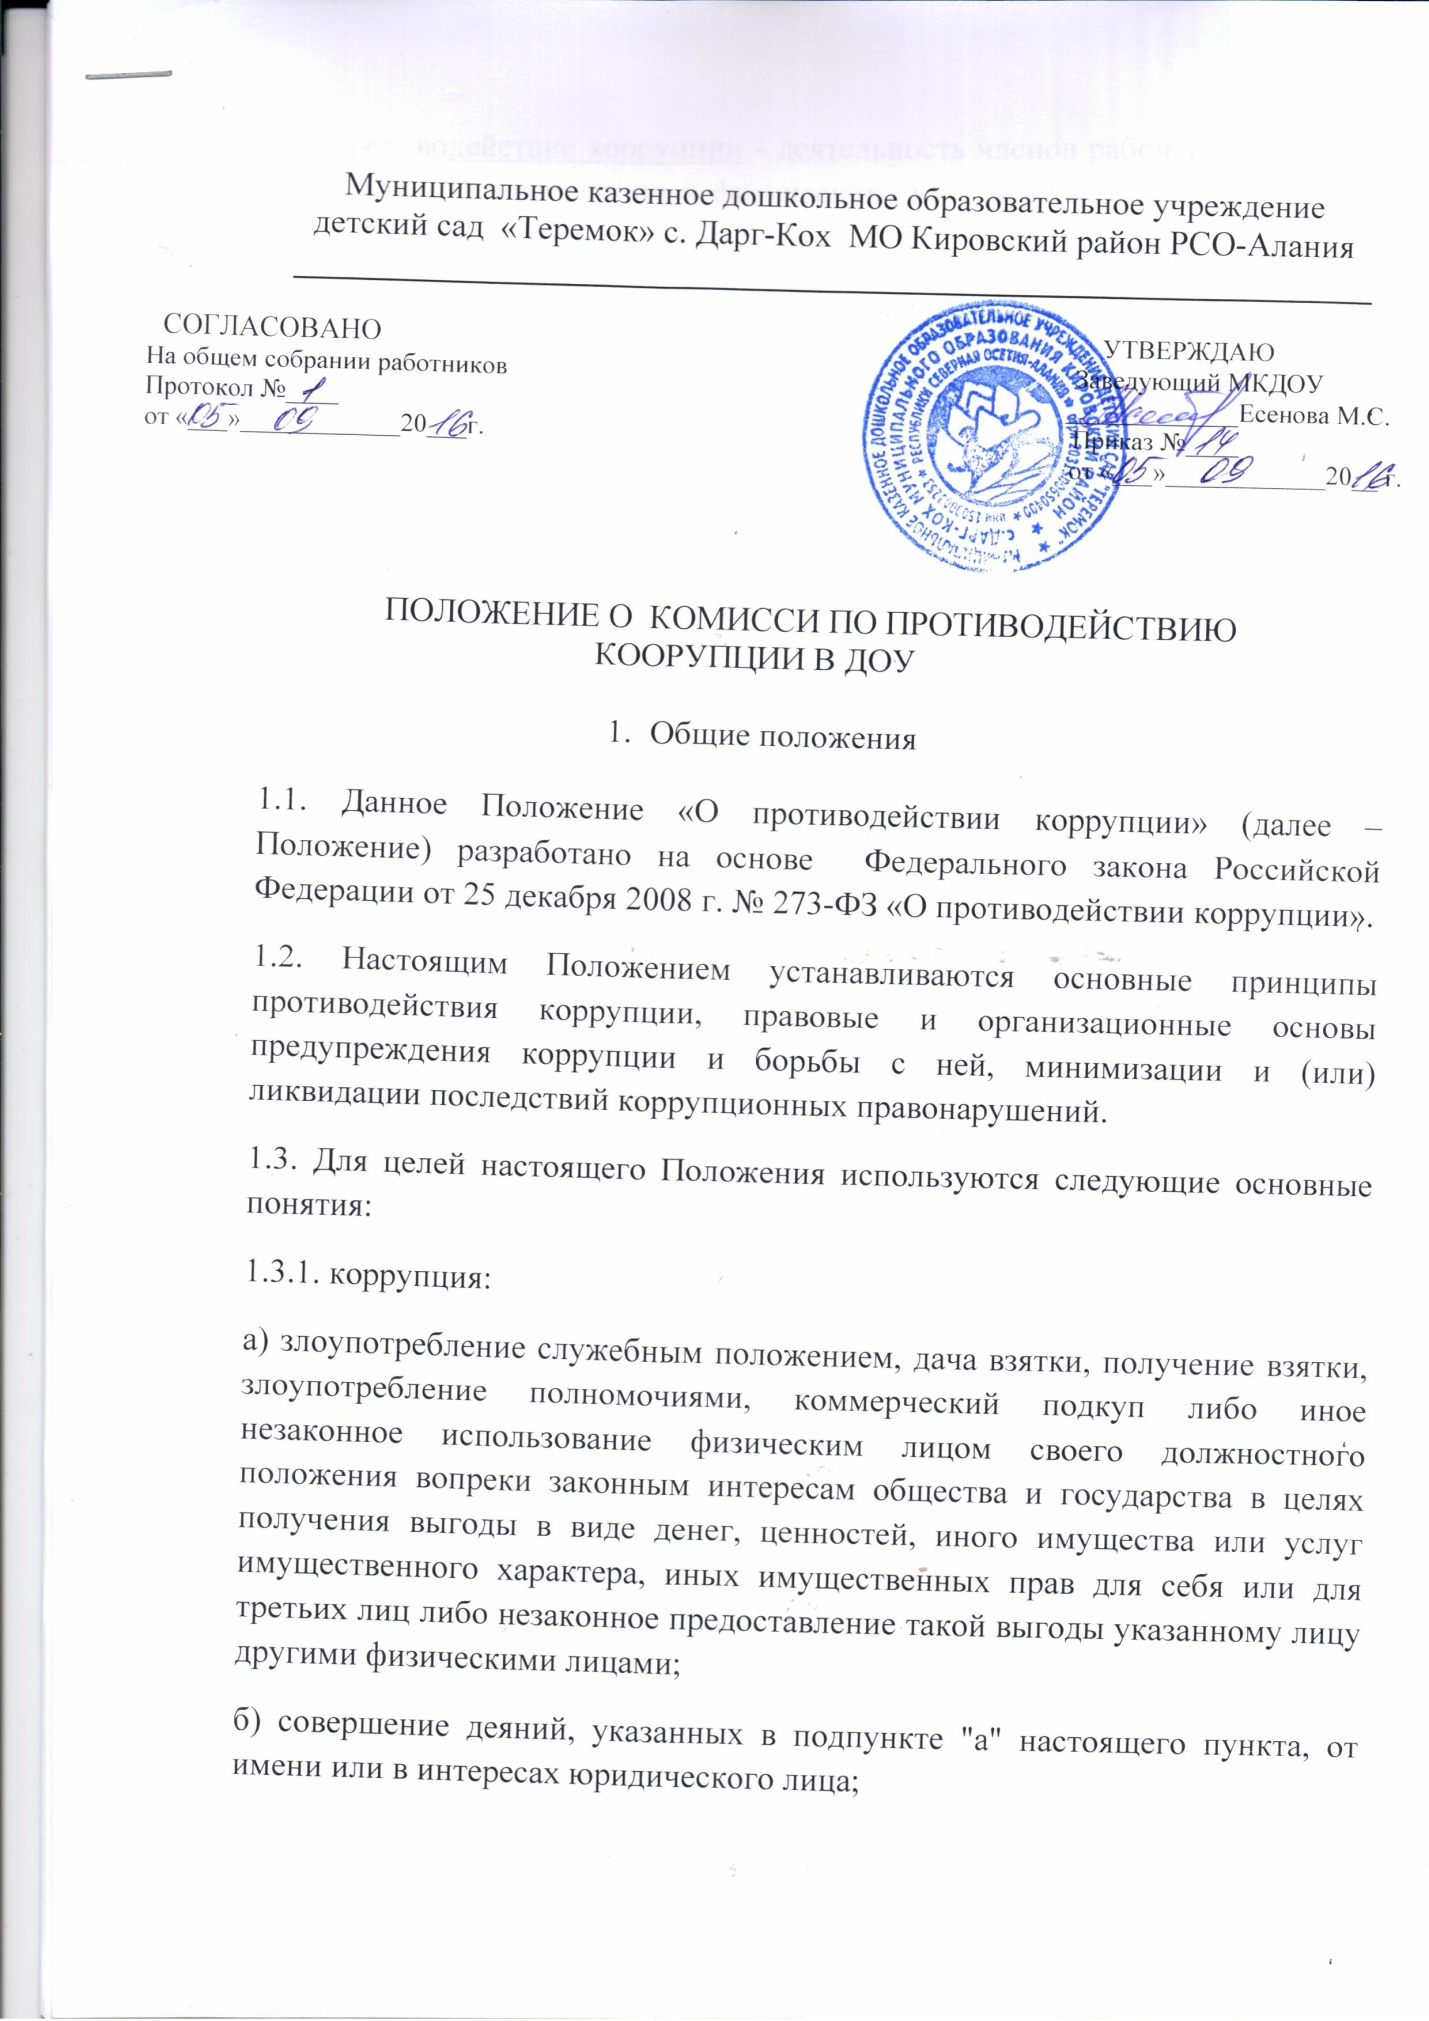 Муниципальное казенное дошкольное образовательное учреждение
детский сад «Теремок» с. Дарг-Кох МО Кировский район РСО-Алания
СОГЛАСОВАНО
На общем собрании работников
Протокол № 1
от «05» 09 2016г.
УТВЕРЖДАЮ
Заведующий МКДОУ
Есенова М.С.
Приказ № 14
от «05» 09 2016 г.
ПОЛОЖЕНИЕ О КОМИССИ ПО ПРОТИВОДЕЙСТВИЮ
КООРУПЦИИ В ДОУ
1. Общие положения
1.1. Данное Положение «О противодействии коррупции» (далее –
Положение) разработано на основе Федерального закона Российской
Федерации от 25 декабря 2008 г. № 273-ФЗ «О противодействии коррупции».
1.2. Настоящим Положением устанавливаются основные принципы
противодействия коррупции, правовые и организационные основы
предупреждения коррупции и борьбы с ней, минимизации и (или)
ликвидации последствий коррупционных правонарушений.
1.3. Для целей настоящего Положения используются следующие основные
понятия:
1.3.1. коррупция:
а) злоупотребление служебным положением, дача взятки, получение взятки,
злоупотребление полномочиями, коммерческий подкуп либо иное
незаконное использование физическим лицом своего должностного
положения вопреки законным интересам общества и государства в целях
получения выгоды в виде денег, ценностей, иного имущества или услуг
имущественного характера, иных имущественных прав для себя или для
третьих лиц либо незаконное предоставление такой выгоды указанному лицу
другими физическими лицами;
б) совершение деяний, указанных в подпункте "а" настоящего пункта, от
имени или в интересах юридического лица;